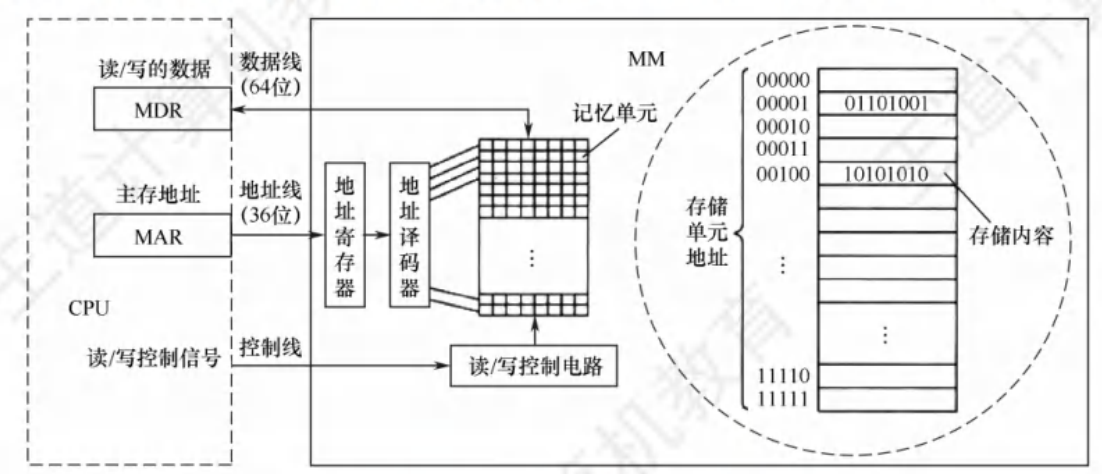 读/写的数据
MDR
数据线
(64位)
主存地址
MAR
地址线
(36位)
CPU
读/写控制信号
控制线
地址寄存器
地址译码器
记忆单元
⋮
读/写控制电路
MM
存储
单元
地址
00000
00001 01101001
00010
00011
00100 10101010
⋮
⋮
11110
11111
存储内容